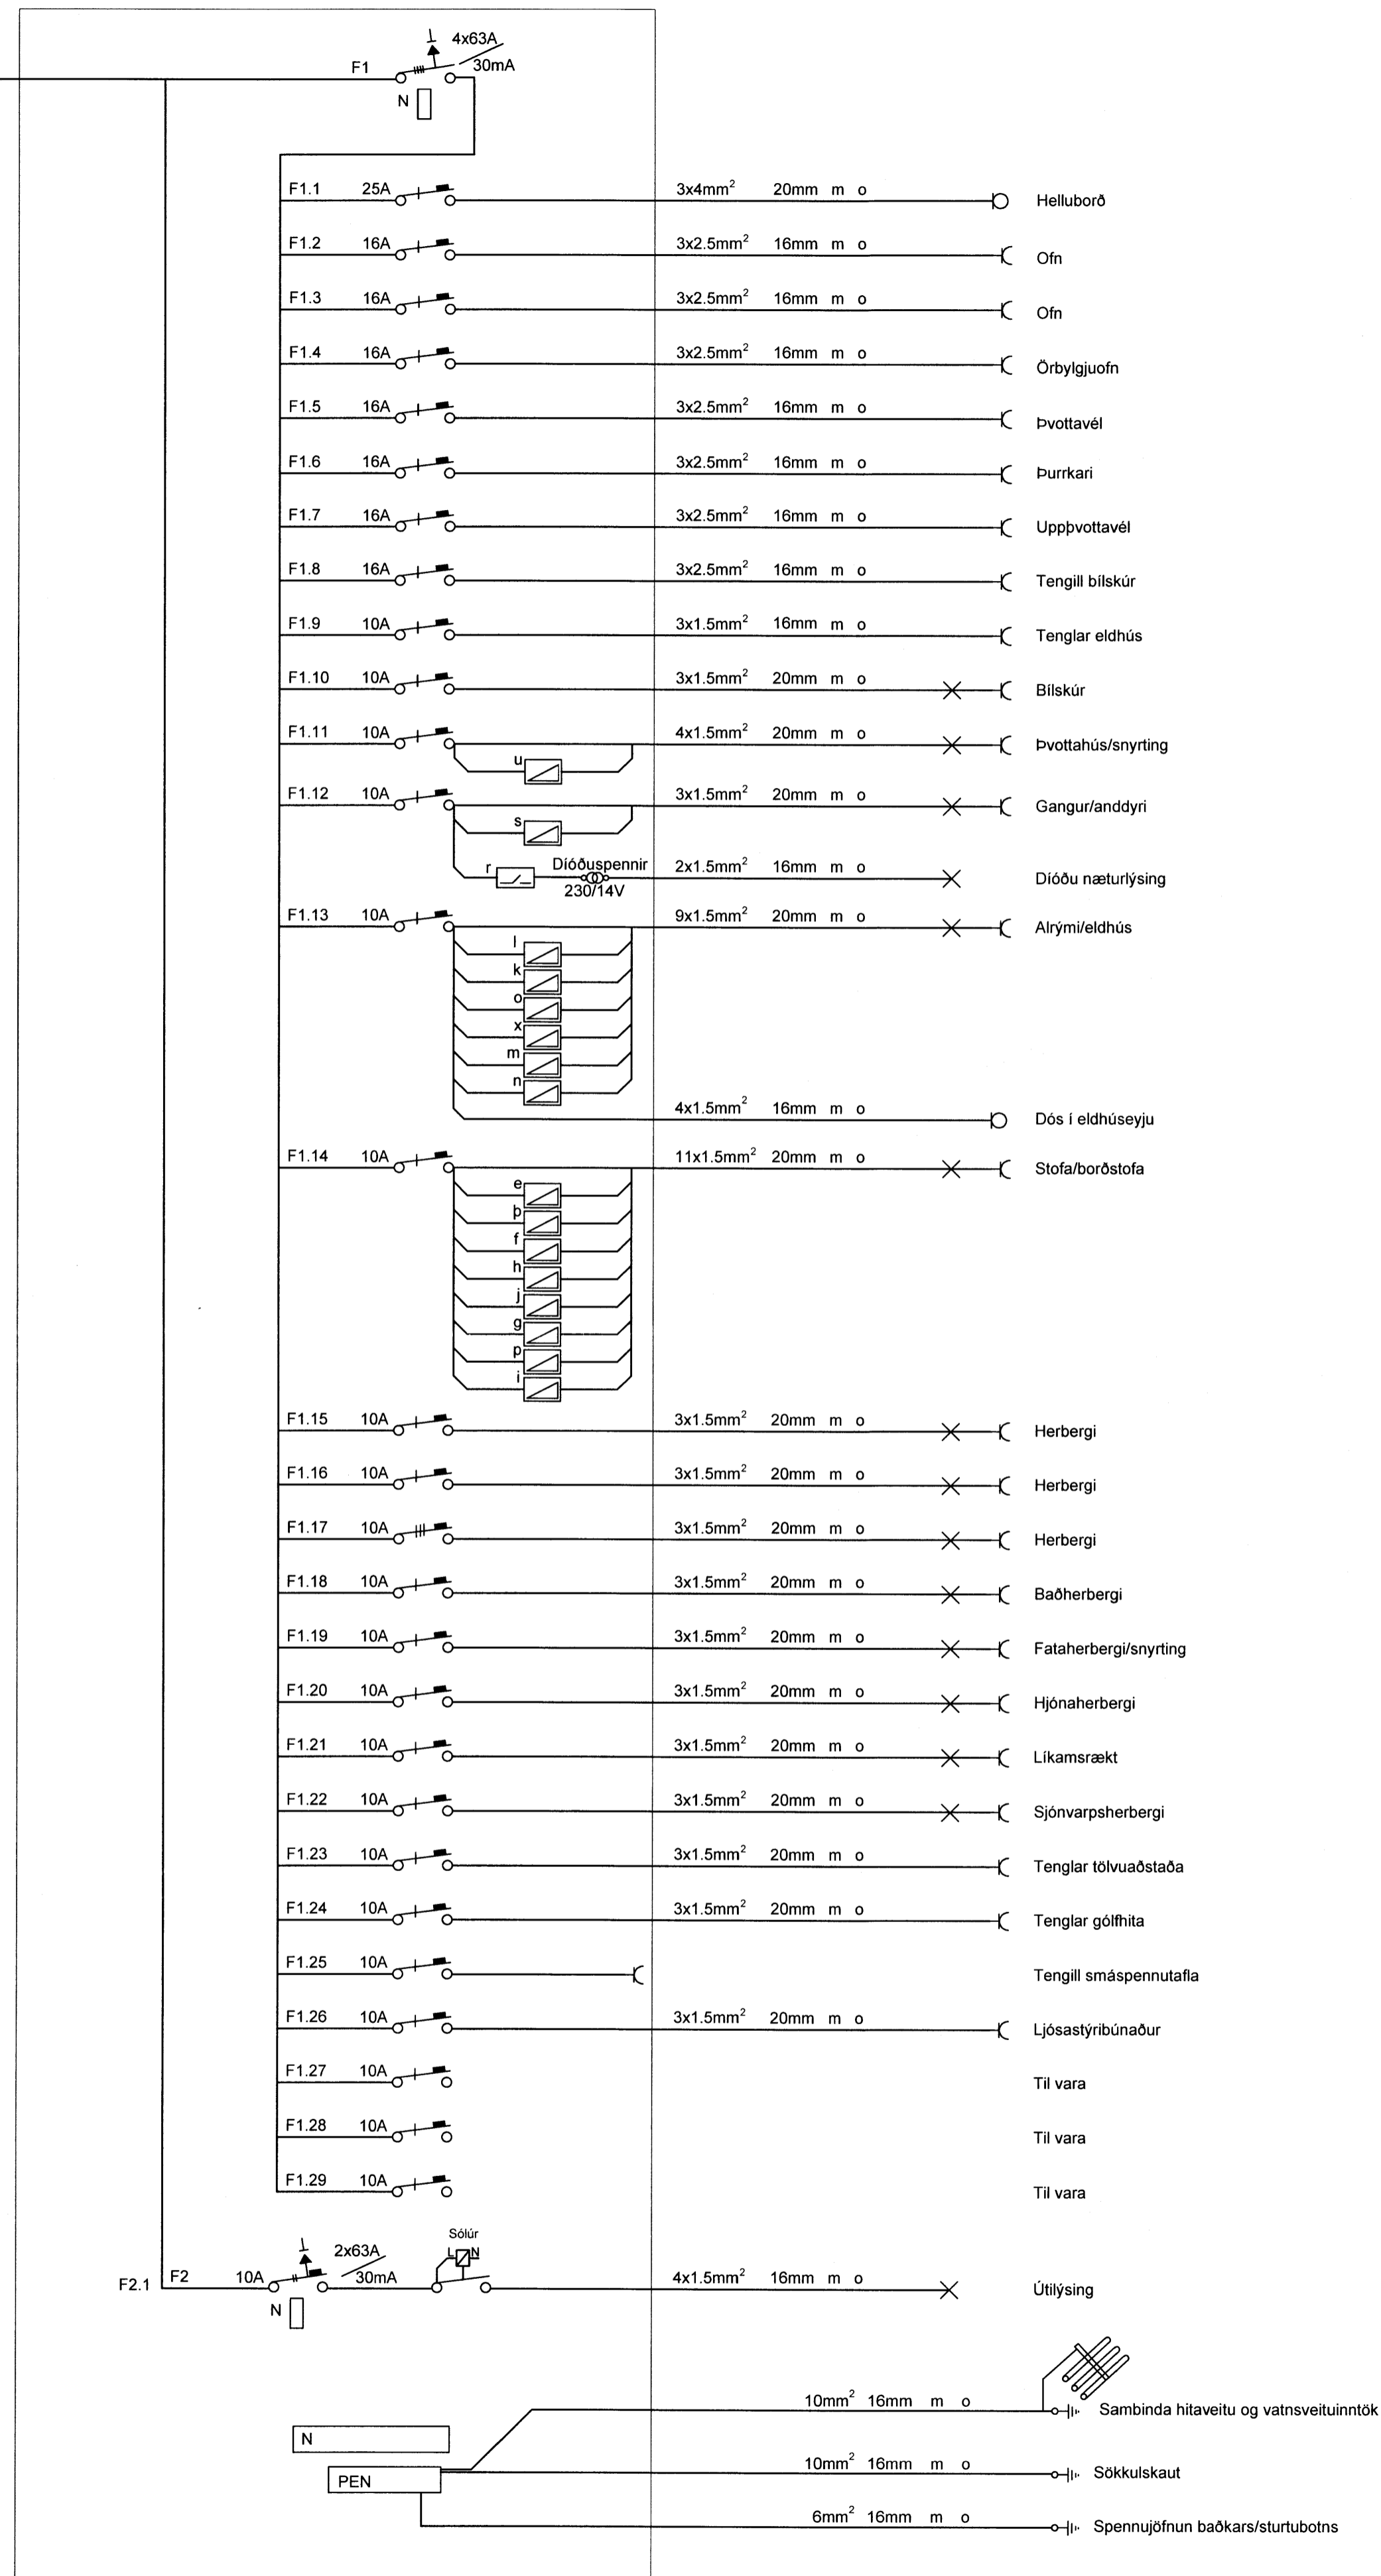 4x63A
F1 30mA
N
F1.1 25A 3x4mm² 20mm m o Helluborð
F1.2 16A 3x2.5mm² 16mm m o Ofn
F1.3 16A 3x2.5mm² 16mm m o Ofn
F1.4 16A 3x2.5mm² 16mm m o Örbylgjuofn
F1.5 16A 3x2.5mm² 16mm m o Þvottavél
F1.6 16A 3x2.5mm² 16mm m o Þurrkari
F1.7 16A 3x2.5mm² 16mm m o Uppþvottavél
F1.8 16A 3x2.5mm² 16mm m o Tengill bílskúr
F1.9 10A 3x1.5mm² 16mm m o Tenglar eldhús
F1.10 10A 3x1.5mm² 20mm m o Bílskúr
F1.11 10A 4x1.5mm² 20mm m o Þvottahús/snyrting
u
F1.12 10A 3x1.5mm² 20mm m o Gangur/anddyri
s
r Díóðuspennir 2x1.5mm² 16mm m o Díóðu næturlýsing
230/14V
F1.13 10A 9x1.5mm² 20mm m o Alrými/eldhús
l
k
o
x
m
n
4x1.5mm² 16mm m o Dós í eldhúseyju
F1.14 10A 11x1.5mm² 20mm m o Stofa/borðstofa
e
þ
f
h
j
g
p
i
F1.15 10A 3x1.5mm² 20mm m o Herbergi
F1.16 10A 3x1.5mm² 20mm m o Herbergi
F1.17 10A 3x1.5mm² 20mm m o Herbergi
F1.18 10A 3x1.5mm² 20mm m o Baðherbergi
F1.19 10A 3x1.5mm² 20mm m o Fataherbergi/snyrting
F1.20 10A 3x1.5mm² 20mm m o Hjónaherbergi
F1.21 10A 3x1.5mm² 20mm m o Líkamsrækt
F1.22 10A 3x1.5mm² 20mm m o Sjónvarpsherbergi
F1.23 10A 3x1.5mm² 20mm m o Tenglar tölvuaðstaða
F1.24 10A 3x1.5mm² 20mm m o Tenglar gólfhita
F1.25 10A Tengill smáspennutafla
F1.26 10A 3x1.5mm² 20mm m o Ljósastýribúnaður
F1.27 10A Til vara
F1.28 10A Til vara
F1.29 10A Til vara
Sólúr
2x63A L N
F2.1 F2 10A 30mA 4x1.5mm² 16mm m o Útilýsing
N
10mm² 16mm m o Sambinda hitaveitu og vatnsveituinntök
N
10mm² 16mm m o Sökkulskaut
PEN
6mm² 16mm m o Spennujöfnun baðkars/sturtubotns